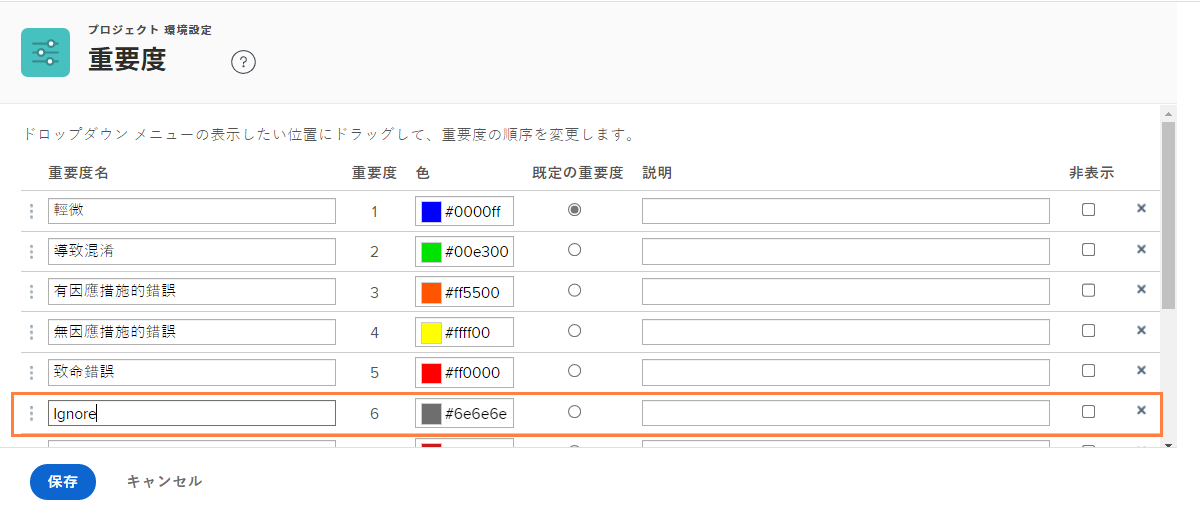 プロジェクト 環境設定
重要度
?
ドロップダウン メニューの表示したい位置にドラッグして、重要度の順序を変更します。
重要度名 重要度 色 既定の重要度 説明 非表示
輕微 1 #0000ff
導致混淆 2 #00e300
有因應措施的錯誤 3 #ff5500
無因應措施的錯誤 4 #ffff00
致命錯誤 5 #ff0000
Ignore 6 #6e6e6e
保存 キャンセル